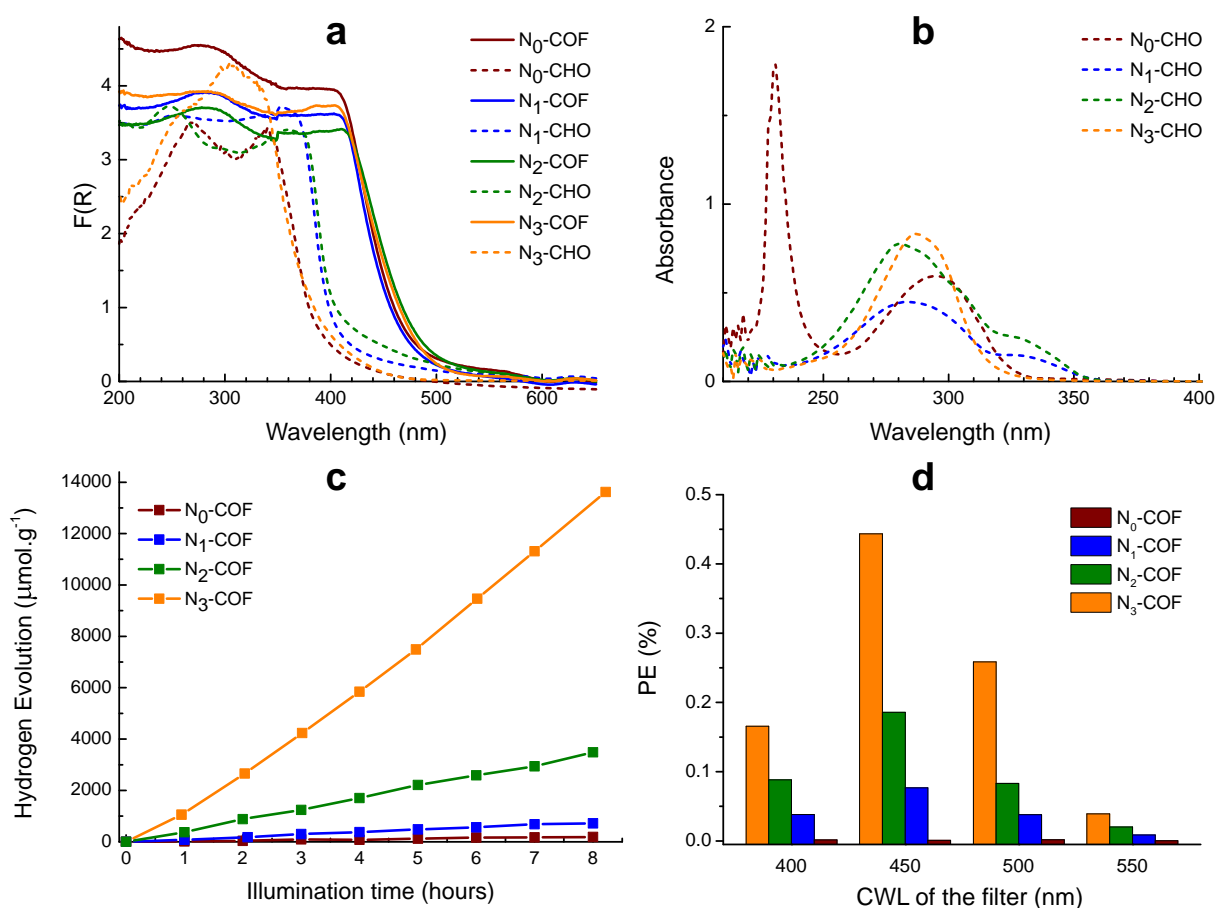 a
F(R)
4
3
2
1
0
200
300
400
500
600
Wavelength (nm)
N0-COF
N0-CHO
N1-COF
N1-CHO
N2-COF
N2-CHO
N3-COF
N3-CHO
b
Absorbance
2
1
0
250
300
350
400
Wavelength (nm)
N0-CHO
N1-CHO
N2-CHO
N3-CHO
c
Hydrogen Evolution (μmol.g-1)
14000
12000
10000
8000
6000
4000
2000
0
0
1
2
3
4
5
6
7
8
Illumination time (hours)
N0-COF
N1-COF
N2-COF
N3-COF
d
PE (%)
0.5
0.4
0.3
0.2
0.1
0.0
400
450
500
550
CWL of the filter (nm)
N0-COF
N1-COF
N2-COF
N3-COF